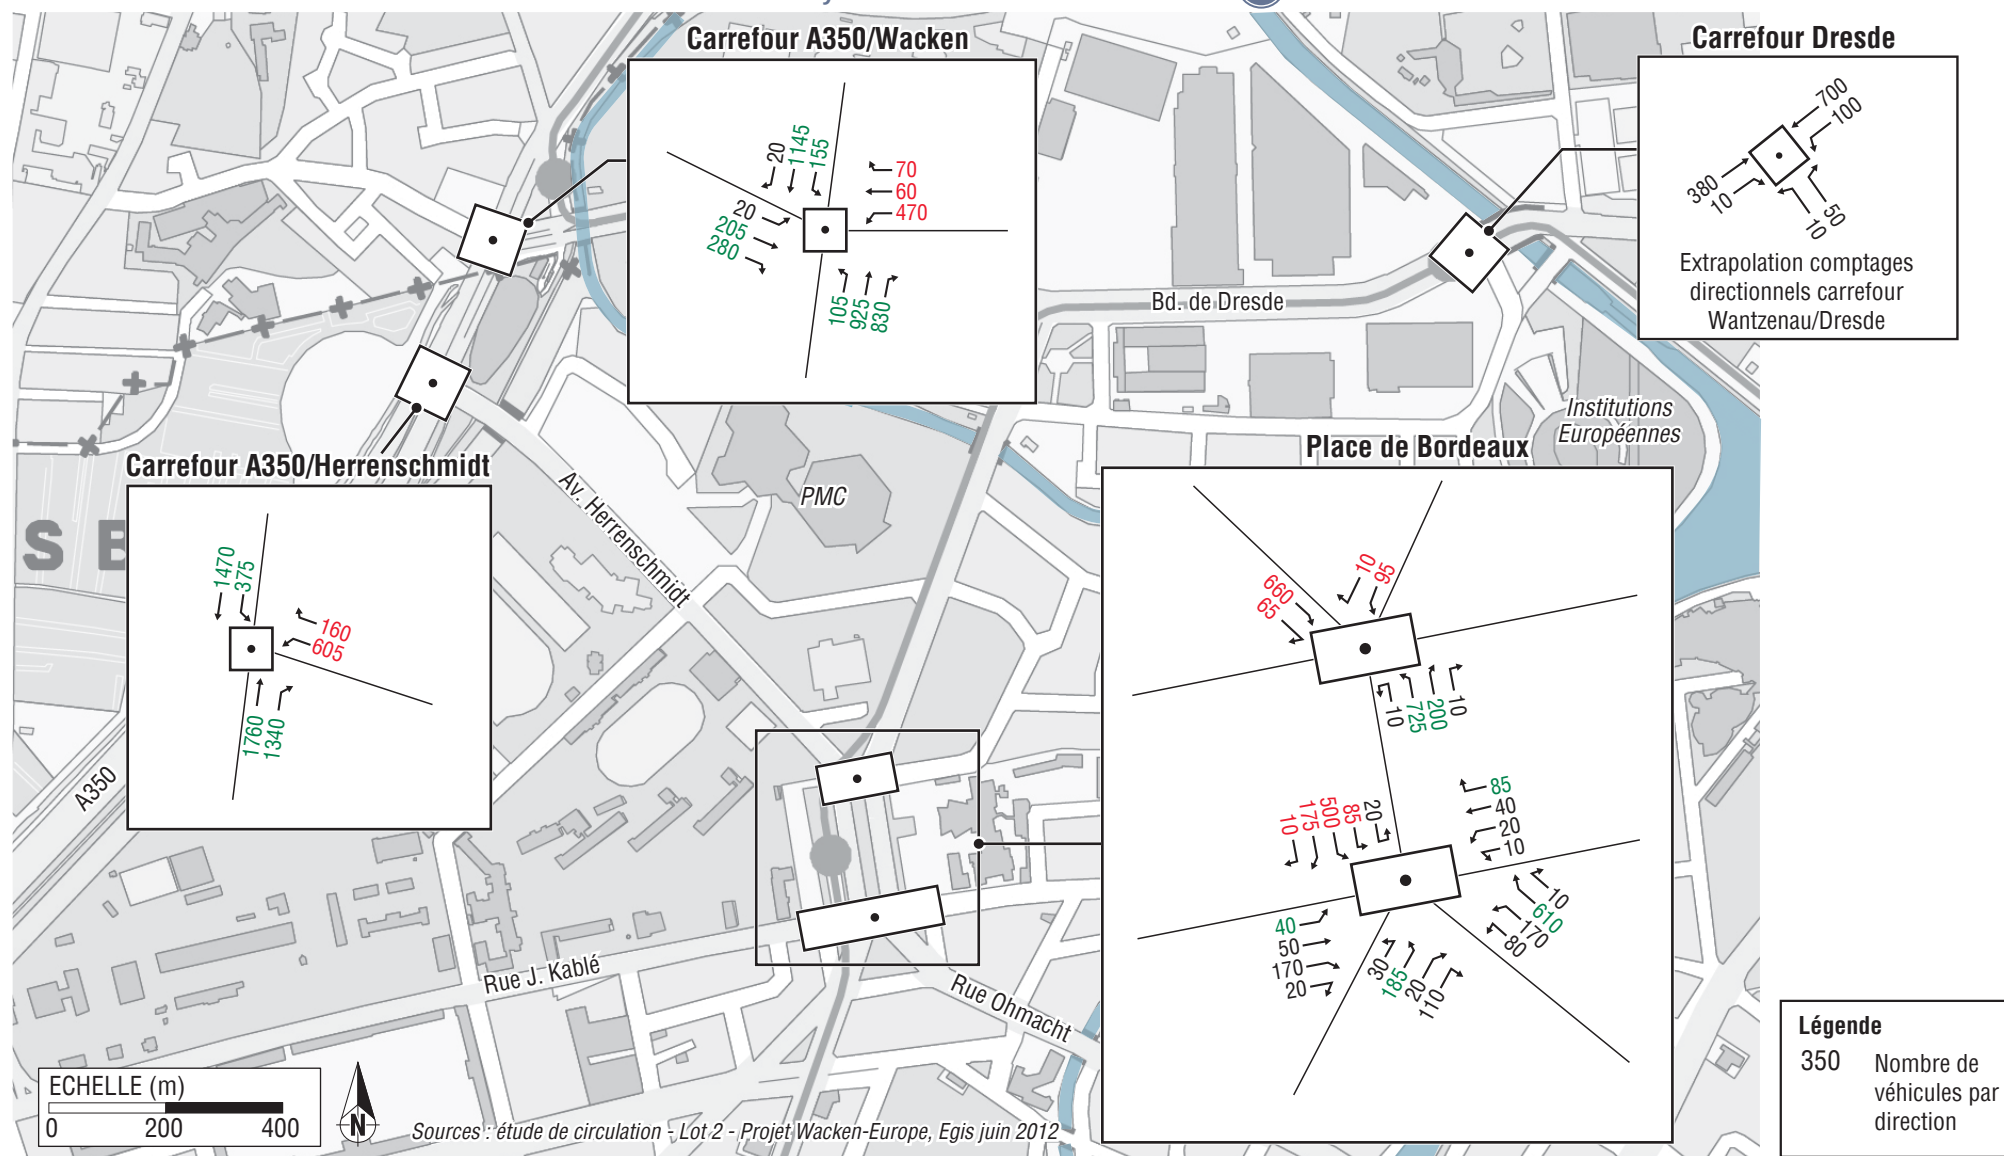 Carrefour A350/Wacken
20
1145
155
70
60
470
20
205
280
105
925
830
Carrefour Dresde
700
100
380
10
50
10
Extrapolation comptages
directionnels carrefour
Wantzenau/Dresde
Bd. de Dresde
Institutions
Européennes
Carrefour A350/Herrenschmidt
1470
375
160
605
1760
1340
S B
A350
Av. Herrenschmidt
PMC
Place de Bordeaux
660
65
10
95
10
725
200
10
10
175
500
85
20
85
40
20
10
40
50
170
20
30
185
20
110
10
610
170
80
Rue J. Kablé
Rue Ohmacht
ECHELLE (m)
0 200 400
N
Sources : étude de circulation - Lot 2 - Projet Wacken-Europe, Egis juin 2012
Légende
350 Nombre de
véhicules par
direction